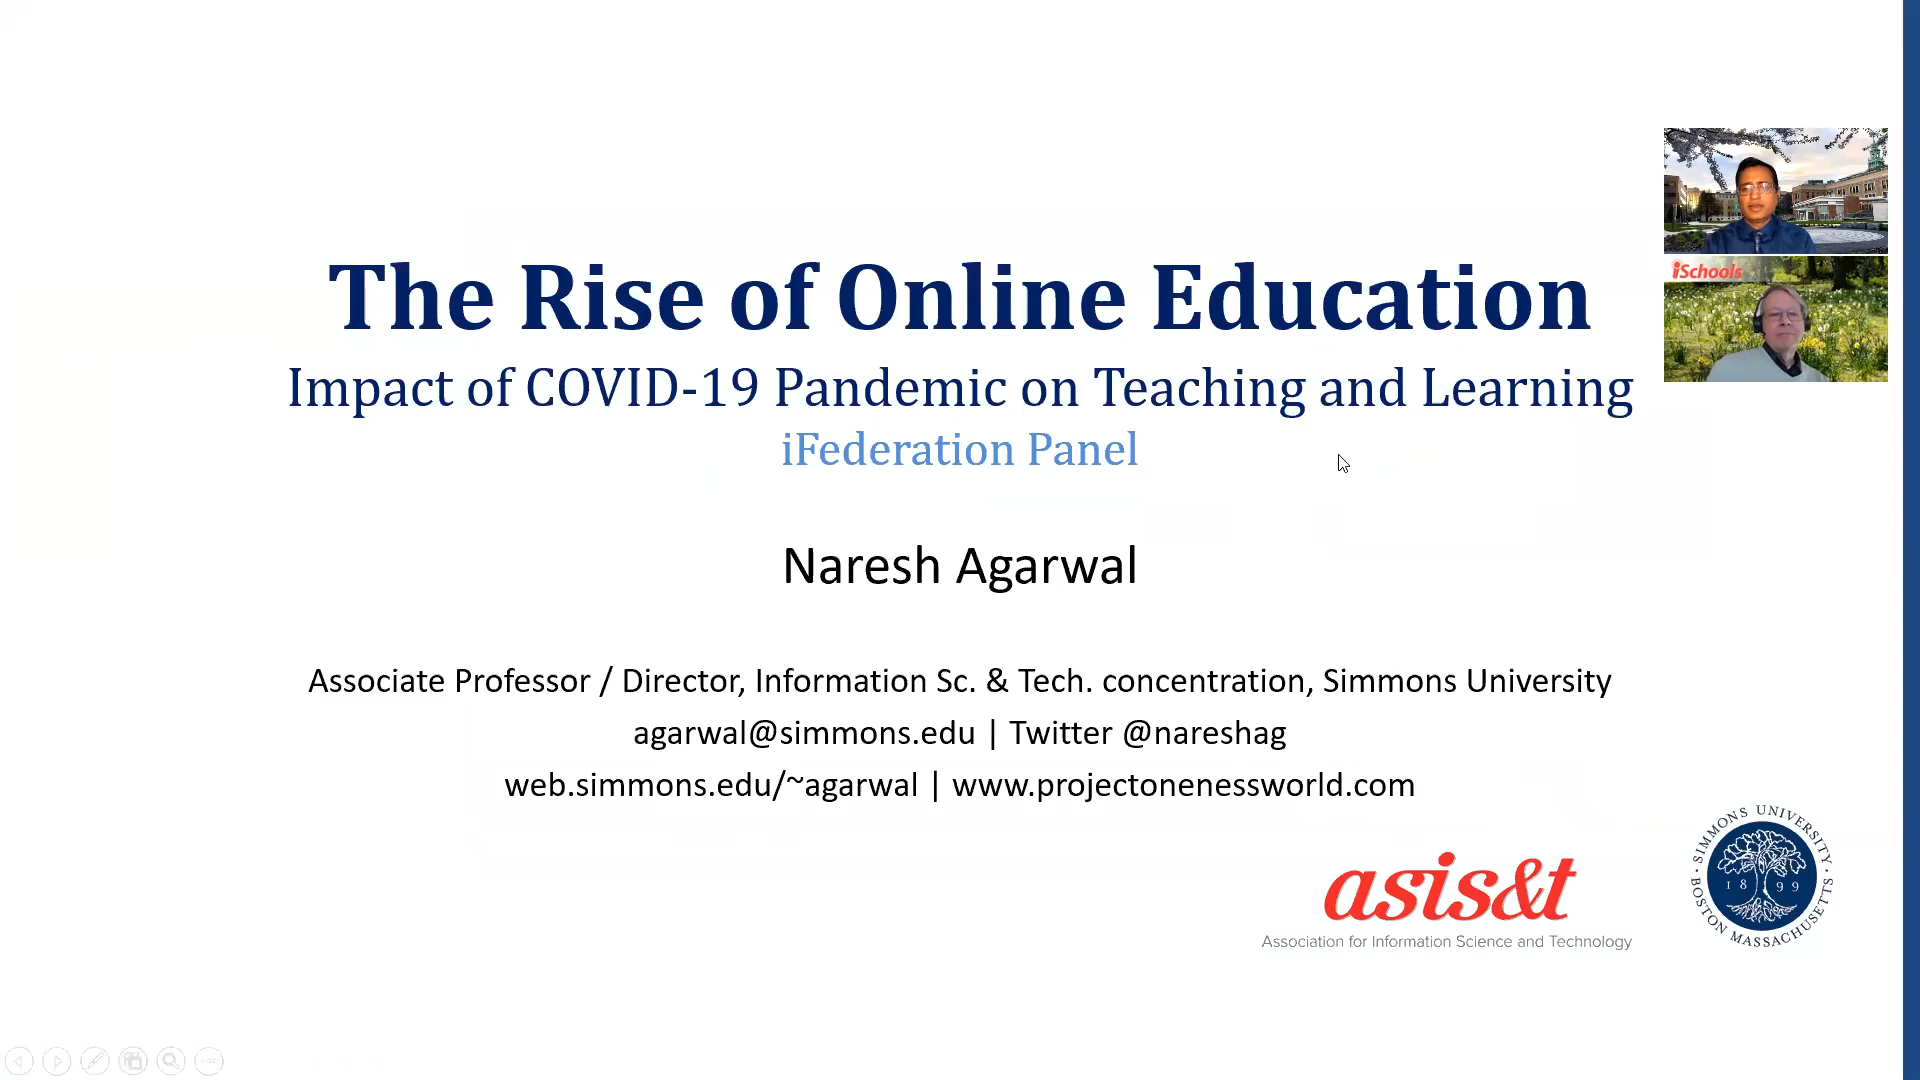 The Rise of Online Education
Impact of COVID-19 Pandemic on Teaching and Learning
iFederation Panel
iSchools
Naresh Agarwal
Associate Professor / Director, Information Sc. & Tech. concentration, Simmons University
agarwal@simmons.edu | Twitter @nareshag
web.simmons.edu/~agarwal | www.projectonenessworld.com
asis&t
Association for Information Science and Technology
SIMMONS UNIVERSITY
1899
BOSTON MASSACHUSETTS